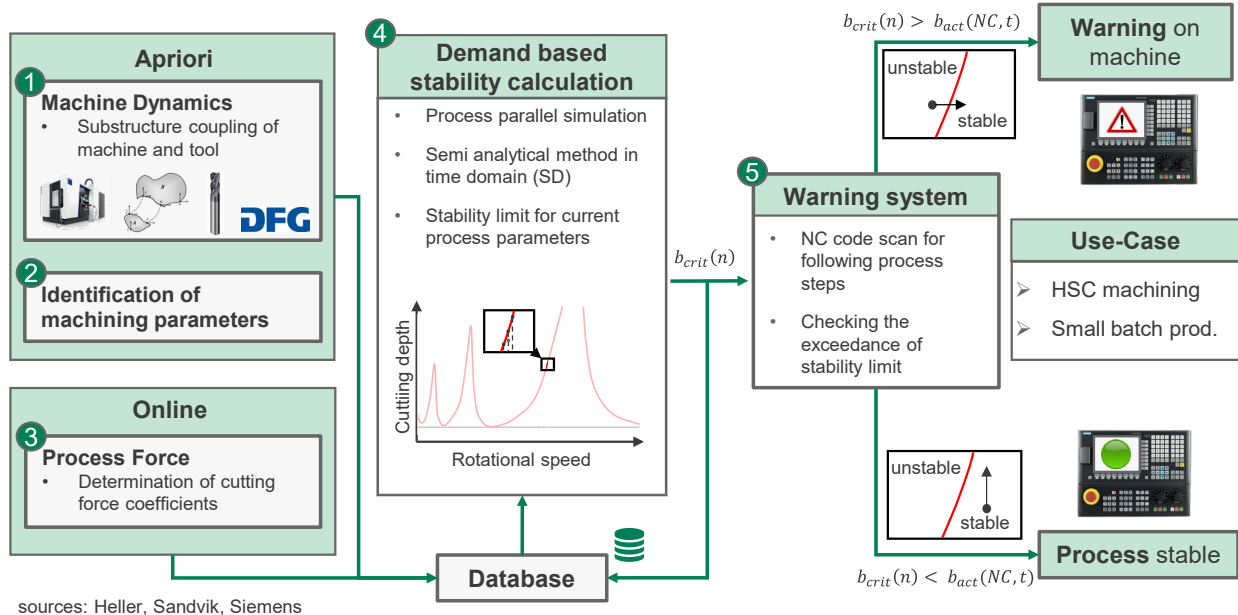 Apriori
1
Machine Dynamics
• Substructure coupling of
machine and tool
DFG
2
Identification of
machining parameters
Online
3
Process Force
• Determination of cutting
force coefficients
sources: Heller, Sandvik, Siemens
4
Demand based
stability calculation
• Process parallel simulation
• Semi analytical method in
time domain (SD)
• Stability limit for current
process parameters
Cutting depth
Rotational speed
Database
b_crit(n)
5
Warning system
• NC code scan for
following process
steps
• Checking the
exceedance of
stability limit
b_crit(n) > b_act(NC,t)
unstable
stable
Warning on
machine
Use-Case
➢ HSC machining
➢ Small batch prod.
unstable
stable
b_crit(n) < b_act(NC,t)
Process stable